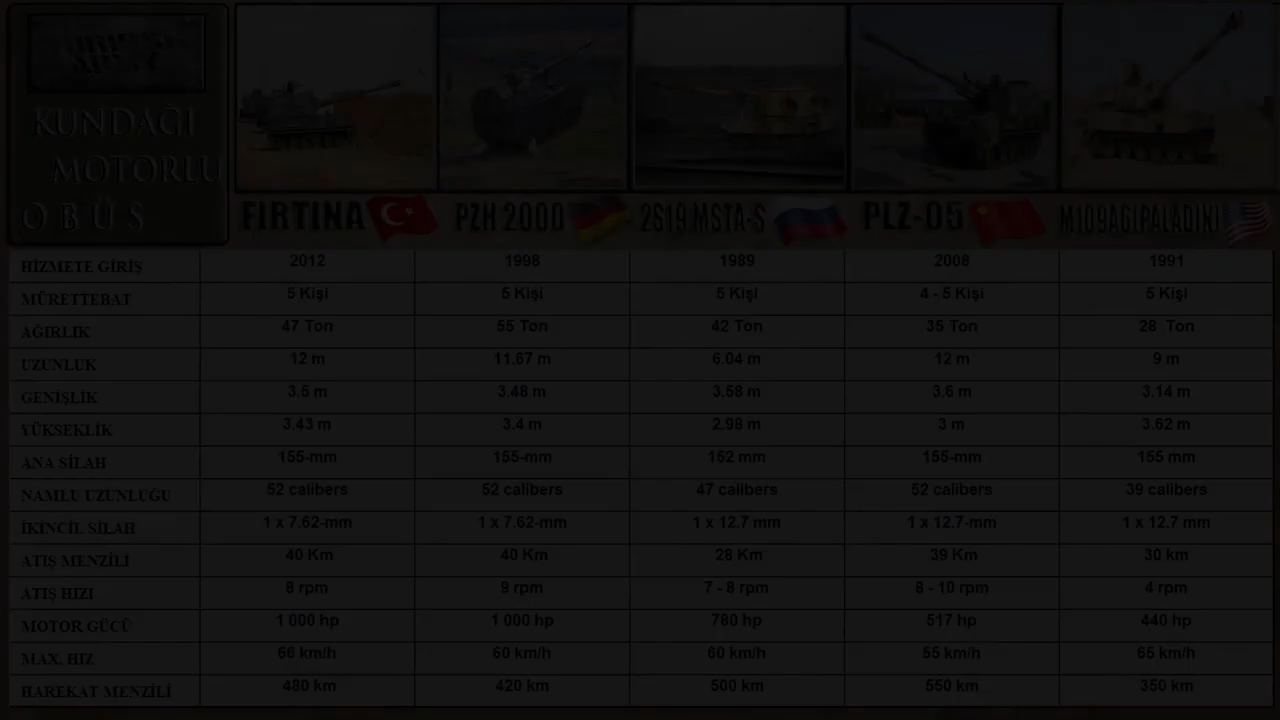 KUNDAĞI
MOTORLU
OBÜS
FIRTINA PZH 2000 2S19 MSTA-S PLZ-05 M109A6(PALADIN)
HİZMETE GİRİŞ 2012 1998 1989 2008 1991
MÜRETTEBAT 5 Kişi 5 Kişi 5 Kişi 4 - 5 Kişi 5 Kişi
AĞIRLIK 47 Ton 55 Ton 42 Ton 35 Ton 28 Ton
UZUNLUK 12 m 11.67 m 6.04 m 12 m 9 m
GENİŞLİK 3.5 m 3.48 m 3.58 m 3.6 m 3.14 m
YÜKSEKLİK 3.43 m 3.4 m 2.98 m 3 m 3.62 m
ANA SİLAH 155-mm 155-mm 152 mm 155-mm 155 mm
NAMLU UZUNLUĞU 52 calibers 52 calibers 47 calibers 52 calibers 39 calibers
İKİNCİL SİLAH 1 x 7.62-mm 1 x 7.62-mm 1 x 12.7 mm 1 x 12.7-mm 1 x 12.7 mm
ATIŞ MENZİLİ 40 Km 40 Km 28 Km 39 Km 30 km
ATIŞ HIZI 8 rpm 9 rpm 7 - 8 rpm 8 - 10 rpm 4 rpm
MOTOR GÜCÜ 1 000 hp 1 000 hp 780 hp 517 hp 440 hp
MAX. HIZ 66 km/h 60 km/h 60 km/h 55 km/h 65 km/h
HAREKAT MENZİLİ 480 km 420 km 500 km 550 km 350 km